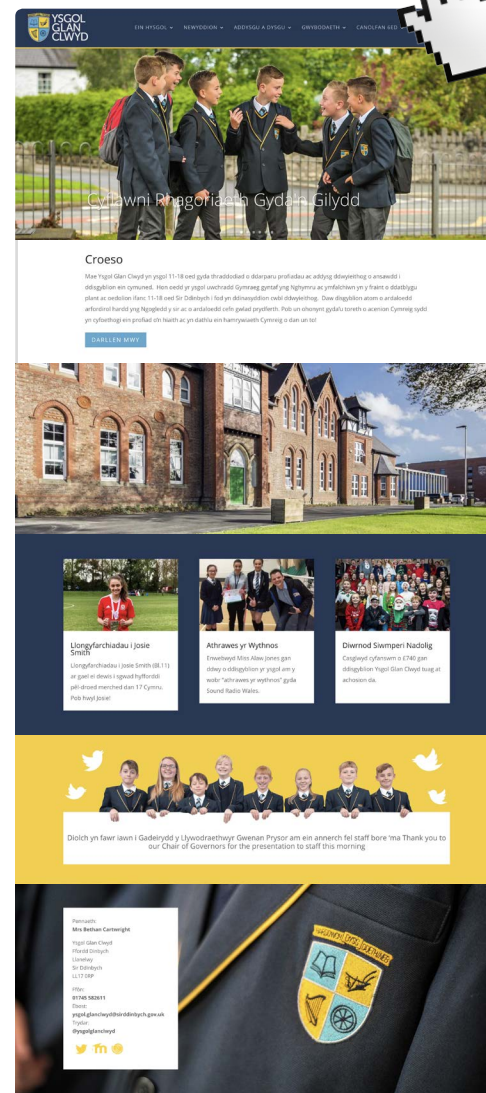 YSGOL
GLAN
CLWYD
EIN HYSGOL
NEWYDDION
ADDYSGU A DYSGU
GWYBODAETH
CANOLFAN 6ED
Cyflawni Rhagoriaeth Gyda'n Gilydd
Croeso
Mae Ysgol Glan Clwyd yn ysgol 11-18 oed gyda thraddodiad o ddarparu profiadau ac addysg ddwyieithog o ansawdd i
ddisgyblion ein cymuned. Hon oedd yr ysgol uwchradd Gymraeg gyntaf yng Nghymru ac ymfalchiwn yn y fraint o ddatblygu
plant ac oedolion ifanc 11-18 oed Sir Ddinbych i fod yn ddinasyddion cwbl ddwyieithog. Daw disgyblion atom o ardaloedd
arfordirol hardd yng Ngogledd y sir ac o ardaloedd cefn gwlad prydferth. Pob un ohonynt gyda'u toreth o acenion Cymreig sydd
yn cyfoethogi ein profiad o'n hiaith ac yn dathlu ein hamrywiaeth Cymreig o dan un to!
DARLLEN MWY
Llongyfarchiadau i Josie
Smith
Llongyfarchiadau i Josie Smith (Bl.11)
ar gael ei dewis i sgwad hyfforddi
pêl-droed merched dan 17 Cymru.
Pob hwyl Josie!
Athrawes yr Wythnos
Enwebwyd Miss Alaw Jones gan
ddwy o ddisgyblion yr ysgol am y
wobr "athrawes yr wythnos" gyda
Sound Radio Wales.
Diwrnod Siwmperi Nadolig
Casglwyd cyfanswm o £740 gan
ddisgyblion Ysgol Glan Clwyd tuag at
achosion da.
Diolch yn fawr iawn i Gadeirydd y Llywodraethwyr Gwenan Prysor am ein annerch fel staff bore 'ma Thank you to
our Chair of Governors for the presentation to staff this morning
Pennaeth:
Mrs Bethan Cartwright
Ysgol Glan Clwyd
Ffordd Dinbych
Llanelwy
Sir Ddinbych
LL17 0RP
Ffôn:
01745 582611
Ebost:
ysgol.glanclwyd@sirddinbych.gov.uk
Trydar:
@ysgolglanclwyd